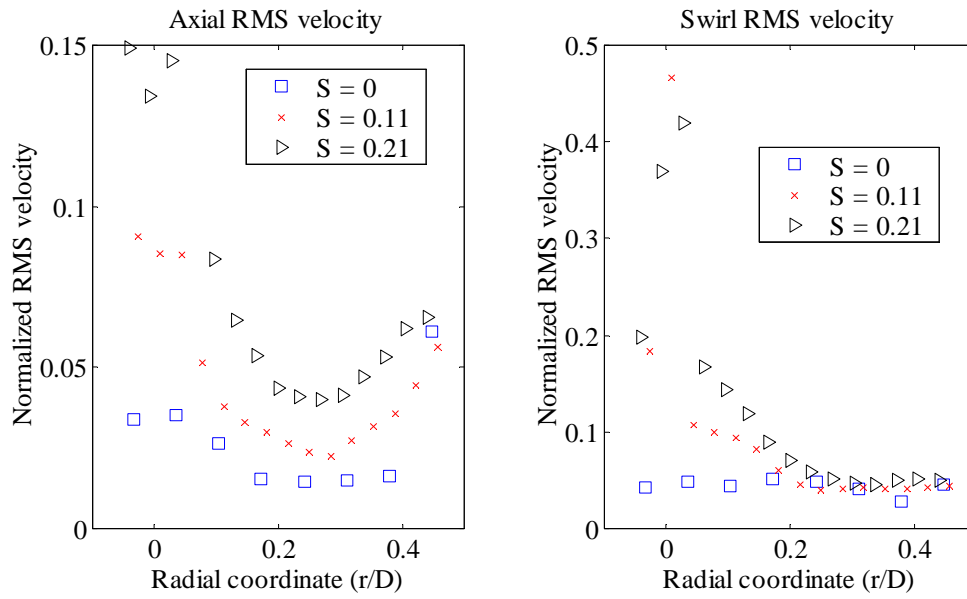 Axial RMS velocity
Normalized RMS velocity
0.15
0.1
0.05
0
S = 0
S = 0.11
S = 0.21
0
0.2
0.4
Radial coordinate (r/D)
Swirl RMS velocity
Normalized RMS velocity
0.5
0.4
0.3
0.2
0.1
0
S = 0
S = 0.11
S = 0.21
0
0.2
0.4
Radial coordinate (r/D)